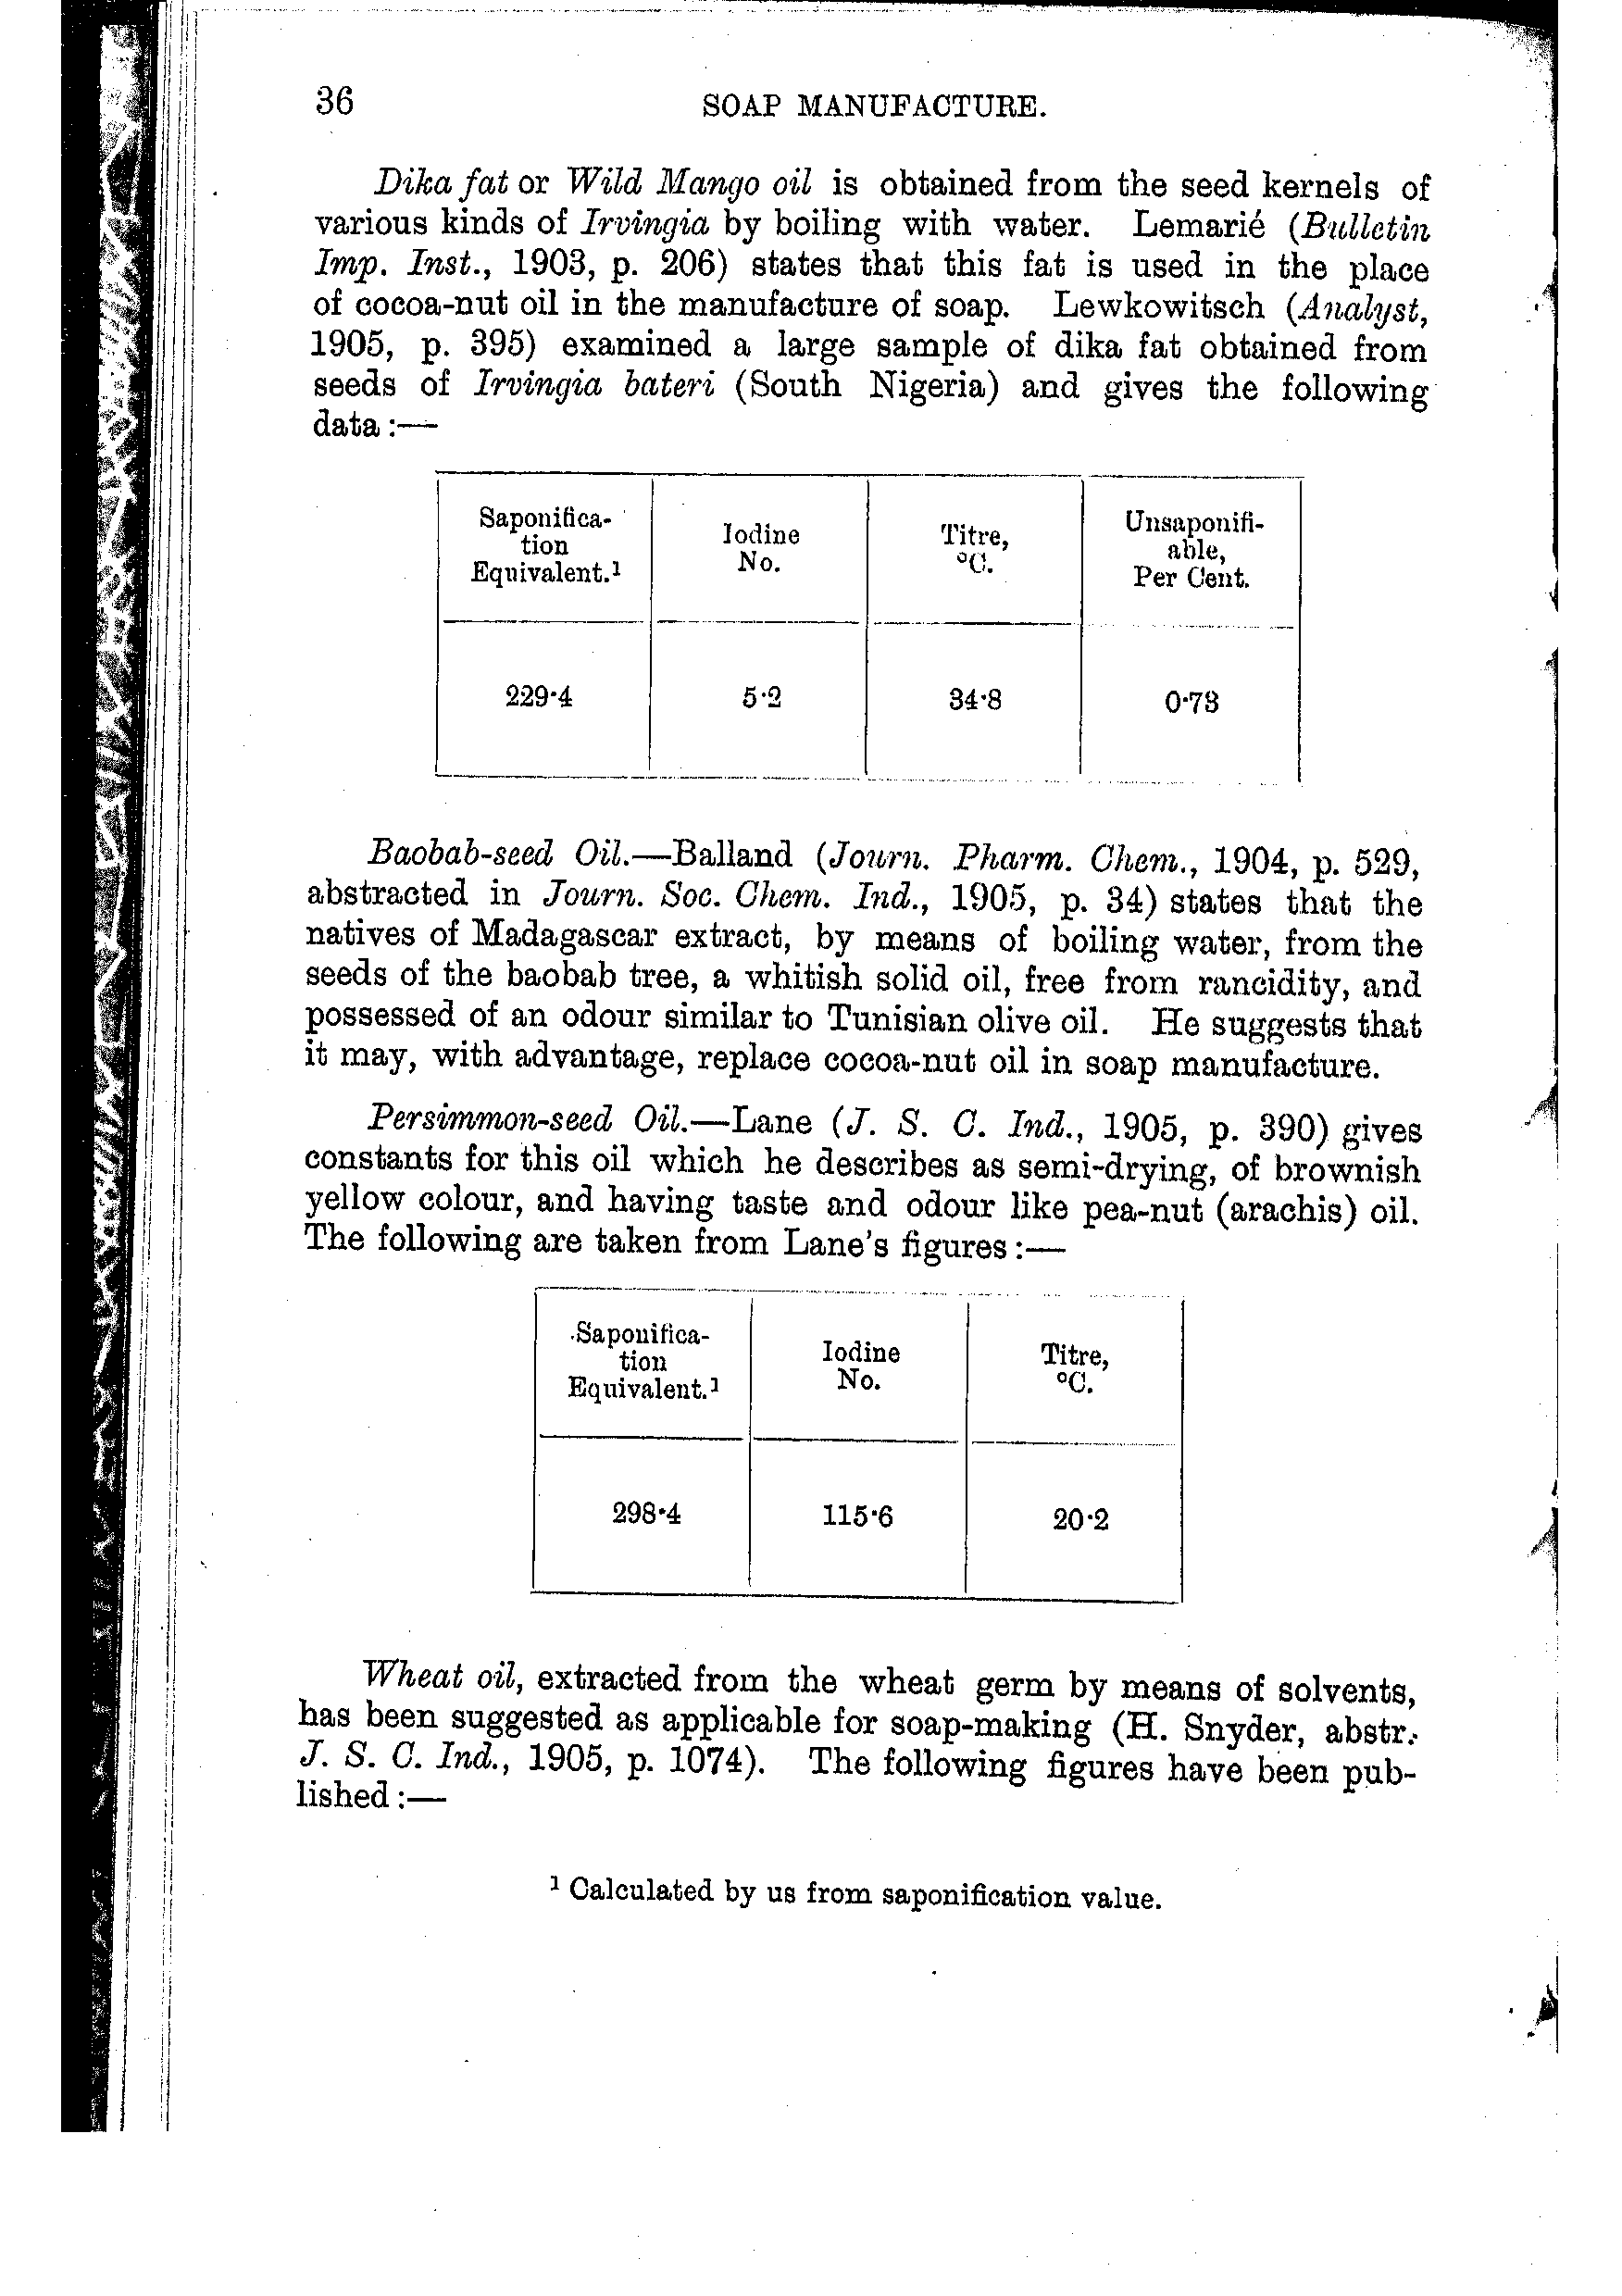 36
SOAP MANUFACTURE.
Dika fat or Wild Mango oil is obtained from the seed kernels of
various kinds of Irvingia by boiling with water. Lemarié (Bulletin
Imp. Inst., 1903, p. 206) states that this fat is used in the place
of cocoa-nut oil in the manufacture of soap. Lewkowitsch (Analyst,
1905, p. 395) examined a large sample of dika fat obtained from
seeds of Irvingia bateri (South Nigeria) and gives the following
data :—
Saponifica-
tion
Equivalent.¹
Iodine
No.
Titre,
°C.
Unsaponifi-
able,
Per Cent.
229·4
5·2
34·8
0·73
Baobab-seed Oil.—Balland (Journ. Pharm. Chem., 1904, p. 529,
abstracted in Journ. Soc. Chem. Ind., 1905, p. 34) states that the
natives of Madagascar extract, by means of boiling water, from the
seeds of the baobab tree, a whitish solid oil, free from rancidity, and
possessed of an odour similar to Tunisian olive oil. He suggests that
it may, with advantage, replace cocoa-nut oil in soap manufacture.
Persimmon-seed Oil.—Lane (J. S. C. Ind., 1905, p. 390) gives
constants for this oil which he describes as semi-drying, of brownish
yellow colour, and having taste and odour like pea-nut (arachis) oil.
The following are taken from Lane's figures :—
Saponifica-
tion
Equivalent.¹
Iodine
No.
Titre,
°C.
298·4
115·6
20·2
Wheat oil, extracted from the wheat germ by means of solvents,
has been suggested as applicable for soap-making (H. Snyder, abstr.
J. S. C. Ind., 1905, p. 1074). The following figures have been pub-
lished :—
¹ Calculated by us from saponification value.